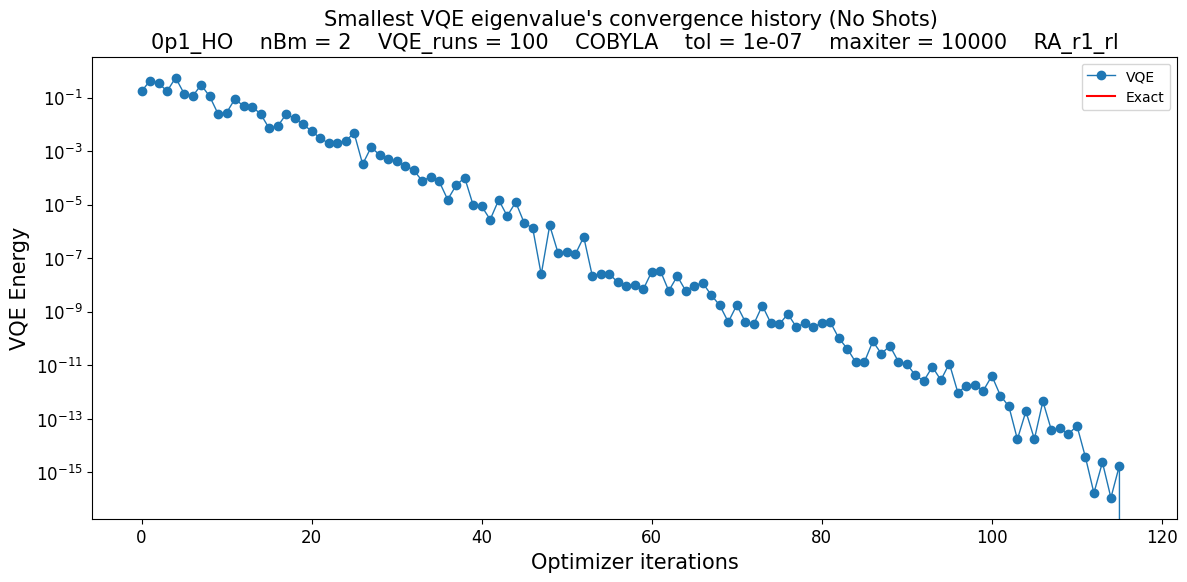 Smallest VQE eigenvalue's convergence history (No Shots)
0p1_HO    nBm = 2    VQE_runs = 100    COBYLA    tol = 1e-07    maxiter = 10000    RA_r1_rl
VQE
Exact
VQE Energy
10⁻¹
10⁻³
10⁻⁵
10⁻⁷
10⁻⁹
10⁻¹¹
10⁻¹³
10⁻¹⁵
0 20 40 60 80 100 120
Optimizer iterations